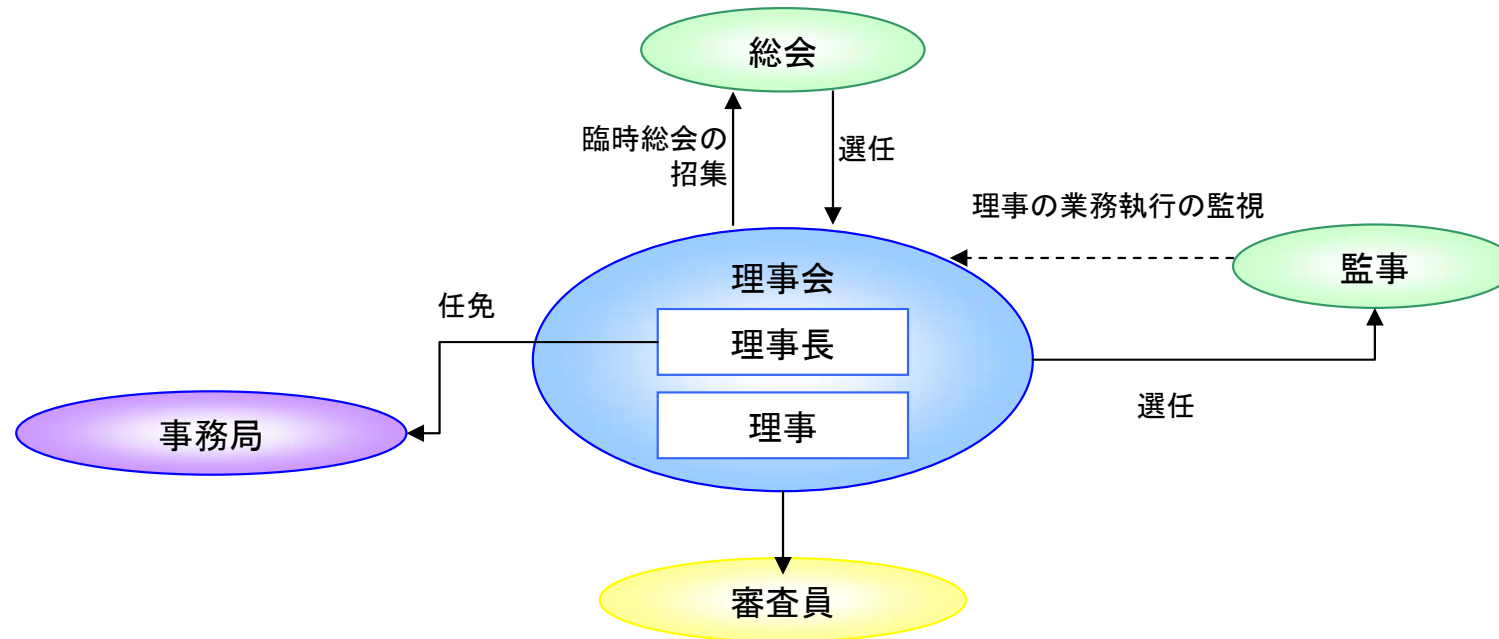 総会
臨時総会の
招集
選任
理事の業務執行の監視
監事
理事会
任免
理事長
選任
理事
事務局
審査員